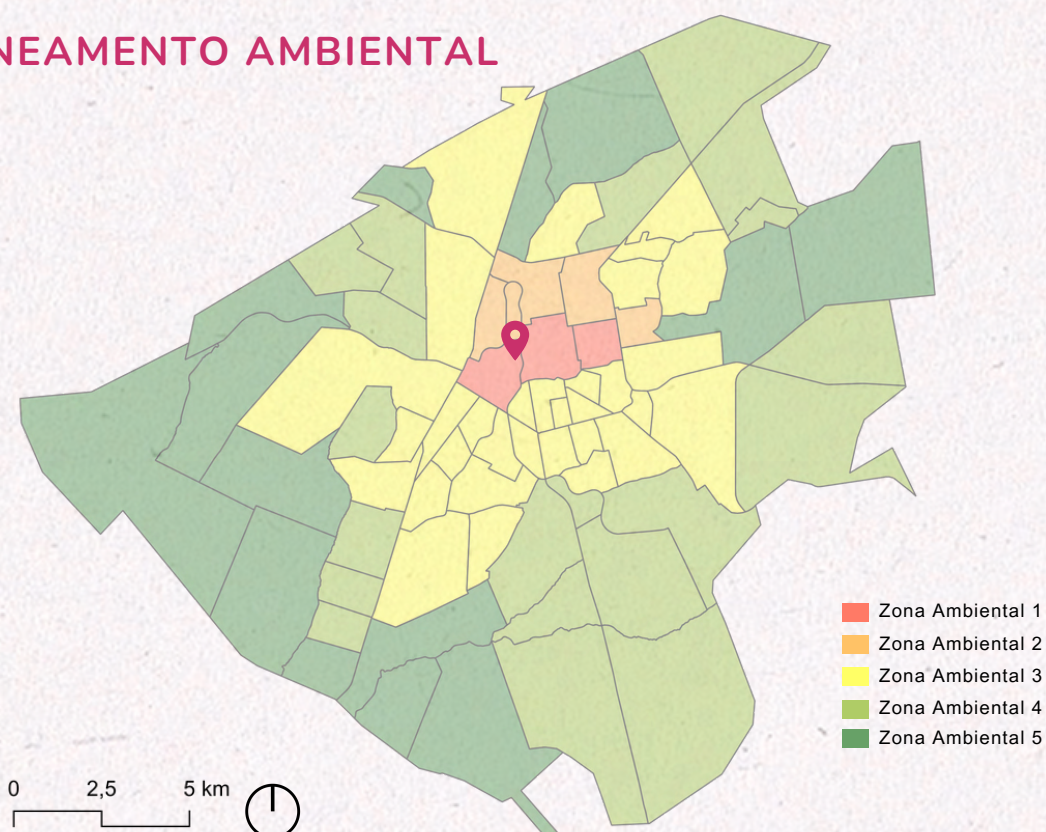 NEAMENTO AMBIENTAL
Zona Ambiental 1
Zona Ambiental 2
Zona Ambiental 3
Zona Ambiental 4
Zona Ambiental 5
0 2,5 5 km